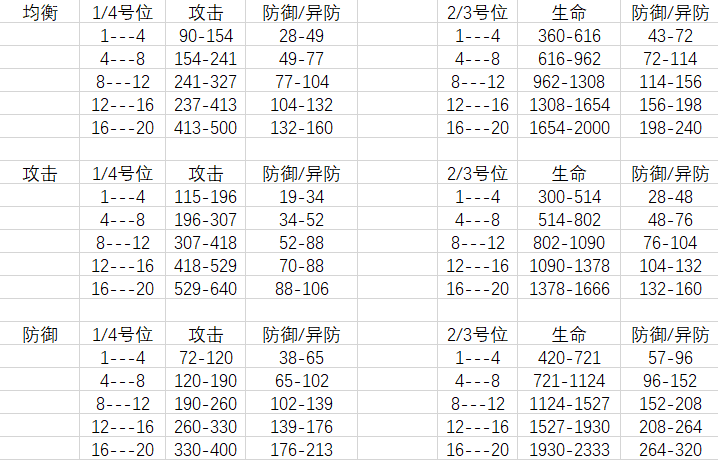 均衡 1/4号位 攻击 防御/异防 2/3号位 生命 防御/异防
1---4 90-154 28-49 1---4 360-616 43-72
4---8 154-241 49-77 4---8 616-962 72-114
8---12 241-327 77-104 8---12 962-1308 114-156
12---16 237-413 104-132 12---16 1308-1654 156-198
16---20 413-500 132-160 16---20 1654-2000 198-240
攻击 1/4号位 攻击 防御/异防 2/3号位 生命 防御/异防
1---4 115-196 19-34 1---4 300-514 28-48
4---8 196-307 34-52 4---8 514-802 48-76
8---12 307-418 52-88 8---12 802-1090 76-104
12---16 418-529 70-88 12---16 1090-1378 104-132
16---20 529-640 88-106 16---20 1378-1666 132-160
防御 1/4号位 攻击 防御/异防 2/3号位 生命 防御/异防
1---4 72-120 38-65 1---4 420-721 57-96
4---8 120-190 65-102 4---8 721-1124 96-152
8---12 190-260 102-139 8---12 1124-1527 152-208
12---16 260-330 139-176 12---16 1527-1930 208-264
16---20 330-400 176-213 16---20 1930-2333 264-320